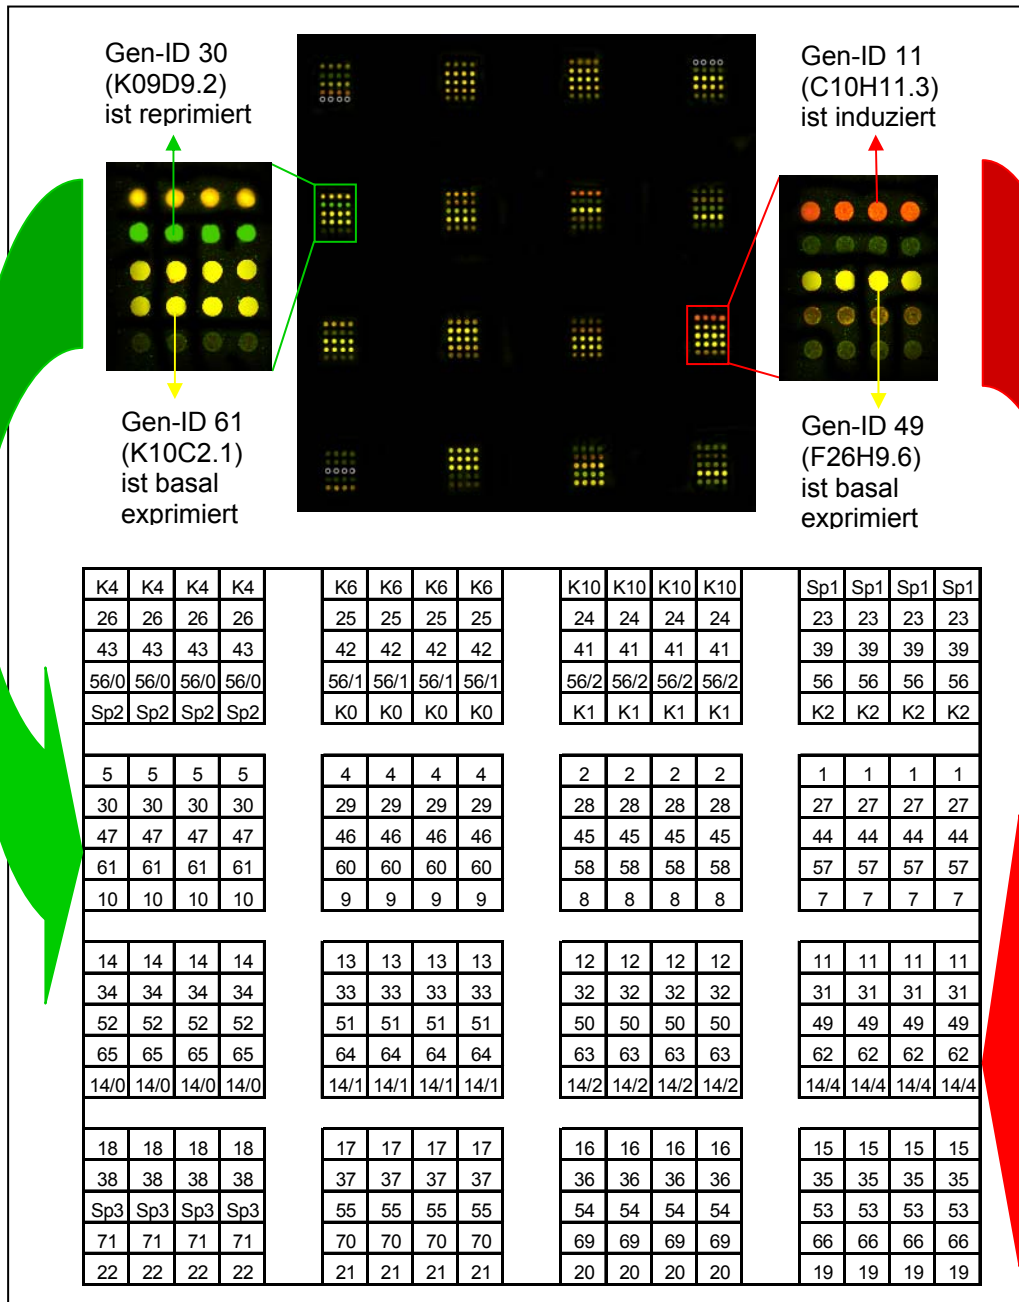 Gen-ID 30
(K09D9.2)
ist reprimiert
Gen-ID 11
(C10H11.3)
ist induziert
Gen-ID 61
(K10C2.1)
ist basal
exprimiert
Gen-ID 49
(F26H9.6)
ist basal
exprimiert
K4 K4 K4 K4 K6 K6 K6 K6 K10 K10 K10 K10 Sp1 Sp1 Sp1 Sp1
26 26 26 26 25 25 25 25 24 24 24 24 23 23 23 23
43 43 43 43 42 42 42 42 41 41 41 41 39 39 39 39
56/0 56/0 56/0 56/0 56/1 56/1 56/1 56/1 56/2 56/2 56/2 56/2 56 56 56 56
Sp2 Sp2 Sp2 Sp2 K0 K0 K0 K0 K1 K1 K1 K1 K2 K2 K2 K2
5 5 5 5 4 4 4 4 2 2 2 2 1 1 1 1
30 30 30 30 29 29 29 29 28 28 28 28 27 27 27 27
47 47 47 47 46 46 46 46 45 45 45 45 44 44 44 44
61 61 61 61 60 60 60 60 58 58 58 58 57 57 57 57
10 10 10 10 9 9 9 9 8 8 8 8 7 7 7 7
14 14 14 14 13 13 13 13 12 12 12 12 11 11 11 11
34 34 34 34 33 33 33 33 32 32 32 32 31 31 31 31
52 52 52 52 51 51 51 51 50 50 50 50 49 49 49 49
65 65 65 65 64 64 64 64 63 63 63 63 62 62 62 62
14/0 14/0 14/0 14/0 14/1 14/1 14/1 14/1 14/2 14/2 14/2 14/2 14/4 14/4 14/4 14/4
18 18 18 18 17 17 17 17 16 16 16 16 15 15 15 15
38 38 38 38 37 37 37 37 36 36 36 36 35 35 35 35
Sp3 Sp3 Sp3 Sp3 55 55 55 55 54 54 54 54 53 53 53 53
71 71 71 71 70 70 70 70 69 69 69 69 66 66 66 66
22 22 22 22 21 21 21 21 20 20 20 20 19 19 19 19